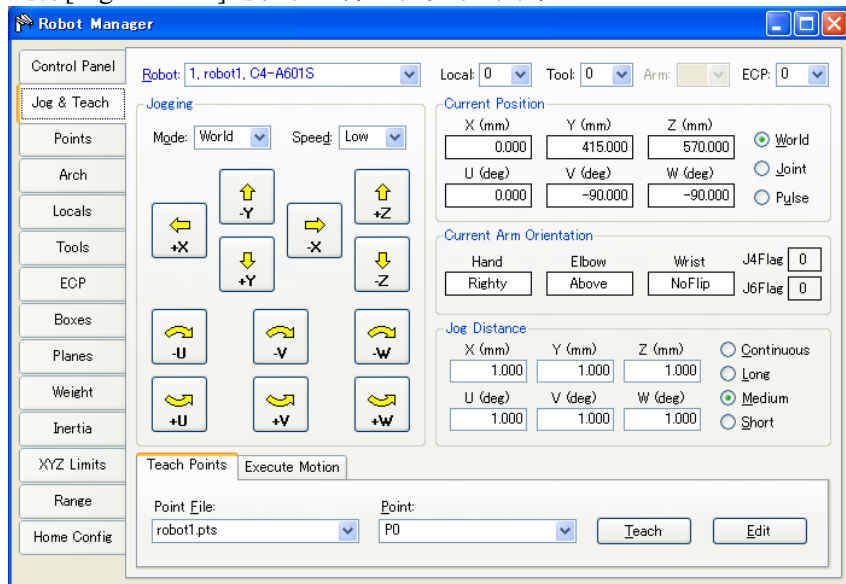 Robot Manager
Control Panel
Jog & Teach
Points
Arch
Locals
Tools
ECP
Boxes
Planes
Weight
Inertia
XYZ Limits
Range
Home Config
Robot: 1, robot1, C4-A601S Local: 0 Tool: 0 Arm: ECP: 0
Jogging
Mode: World Speed: Low
+X -Y -X +Z
+Y -Z
-U -V -W
+U +V +W
Current Position
X (mm) Y (mm) Z (mm)
0.000 415.000 570.000
U (deg) V (deg) W (deg)
0.000 -90.000 -90.000
World
Joint
Pulse
Current Arm Orientation
Hand Elbow Wrist J4Flag 0
Righty Above NoFlip J6Flag 0
Jog Distance
X (mm) Y (mm) Z (mm)
1.000 1.000 1.000
U (deg) V (deg) W (deg)
1.000 1.000 1.000
Continuous
Long
Medium
Short
Teach Points Execute Motion
Point File: Point:
robot1.pts P0 Teach Edit